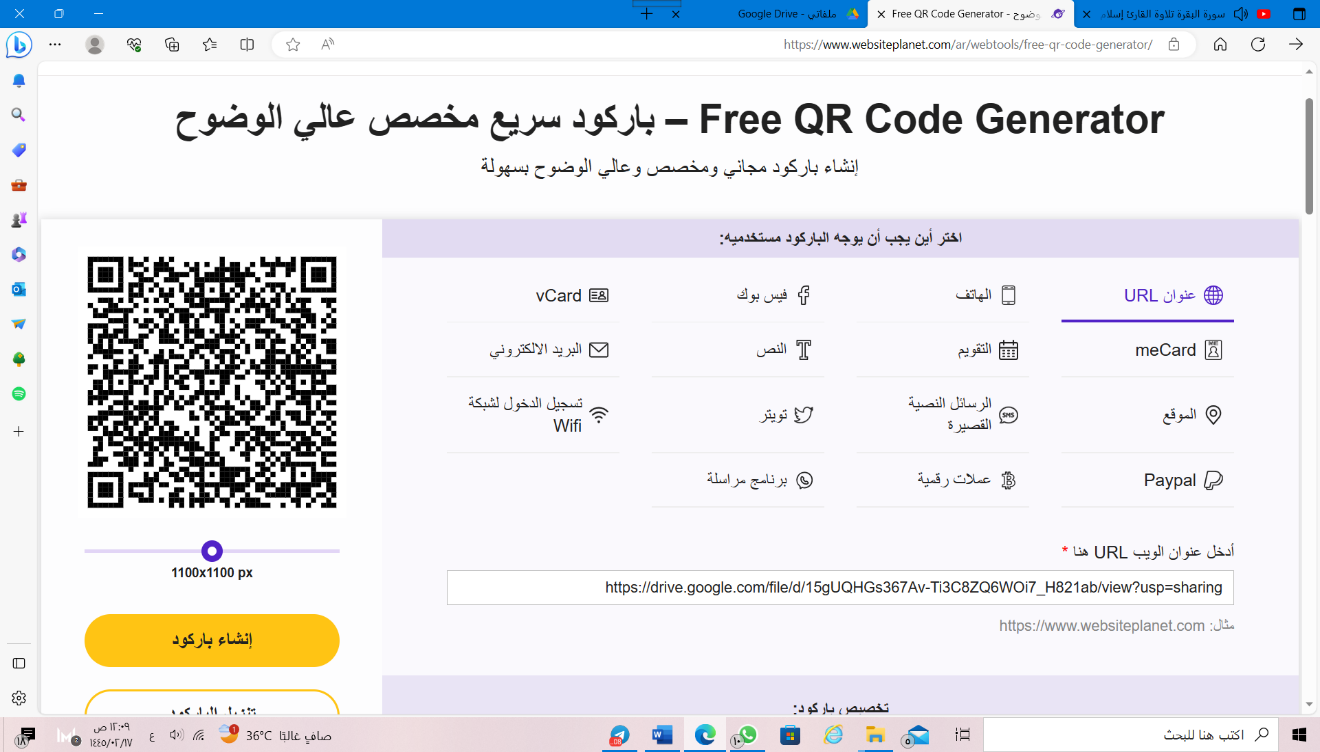 سورة البقرة تلاوة القارئ إسلام
Free QR Code Generator - وضوح
ملفاتي - Google Drive
https://www.websiteplanet.com/ar/webtools/free-qr-code-generator/
Free QR Code Generator – باركود سريع مخصص عالي الوضوح
إنشاء باركود مجاني ومخصص وعالي الوضوح بسهولة
اختر أين يجب أن يوجه الباركود مستخدميه:
عنوان URL
الهاتف
فيس بوك
vCard
meCard
التقويم
النص
البريد الالكتروني
الموقع
الرسائل النصية
القصيرة
تويتر
تسجيل الدخول لشبكة
Wifi
Paypal
عملات رقمية
برنامج مراسلة
أدخل عنوان الويب URL هنا *
https://drive.google.com/file/d/15gUQHGs367Av-Ti3C8ZQ6WOi7_H821ab/view?usp=sharing
مثال: https://www.websiteplanet.com
تخصيص باركود:
1100x1100 px
إنشاء باركود
تنزيل الباركود
اكتب هنا للبحث
صافٍ غالبًا 36°C
ع
١٢:٠٩ ص
١٤٤٥/٠٢/١٧